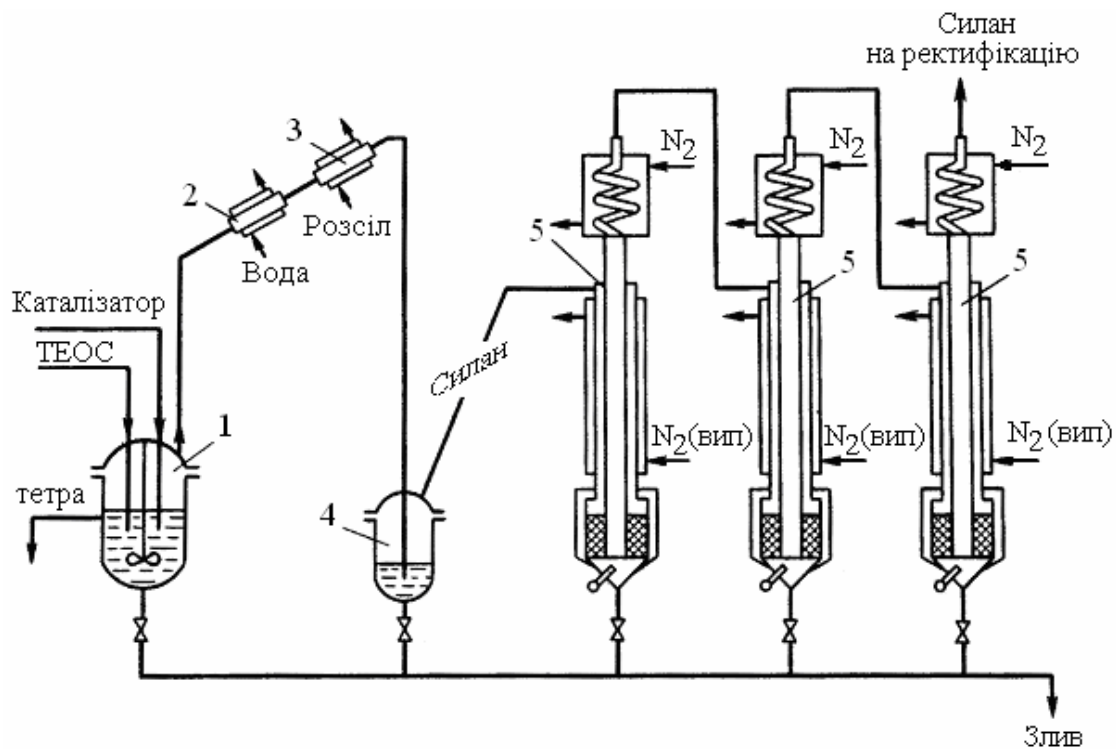 Силан
на ректифікацію
3
N2
N2
N2
2
Розсіл
Вода
5
5
5
Каталізатор
ТЕОС
Силан
1
N2(вип)
N2(вип)
N2(вип)
тетра
4
Злив